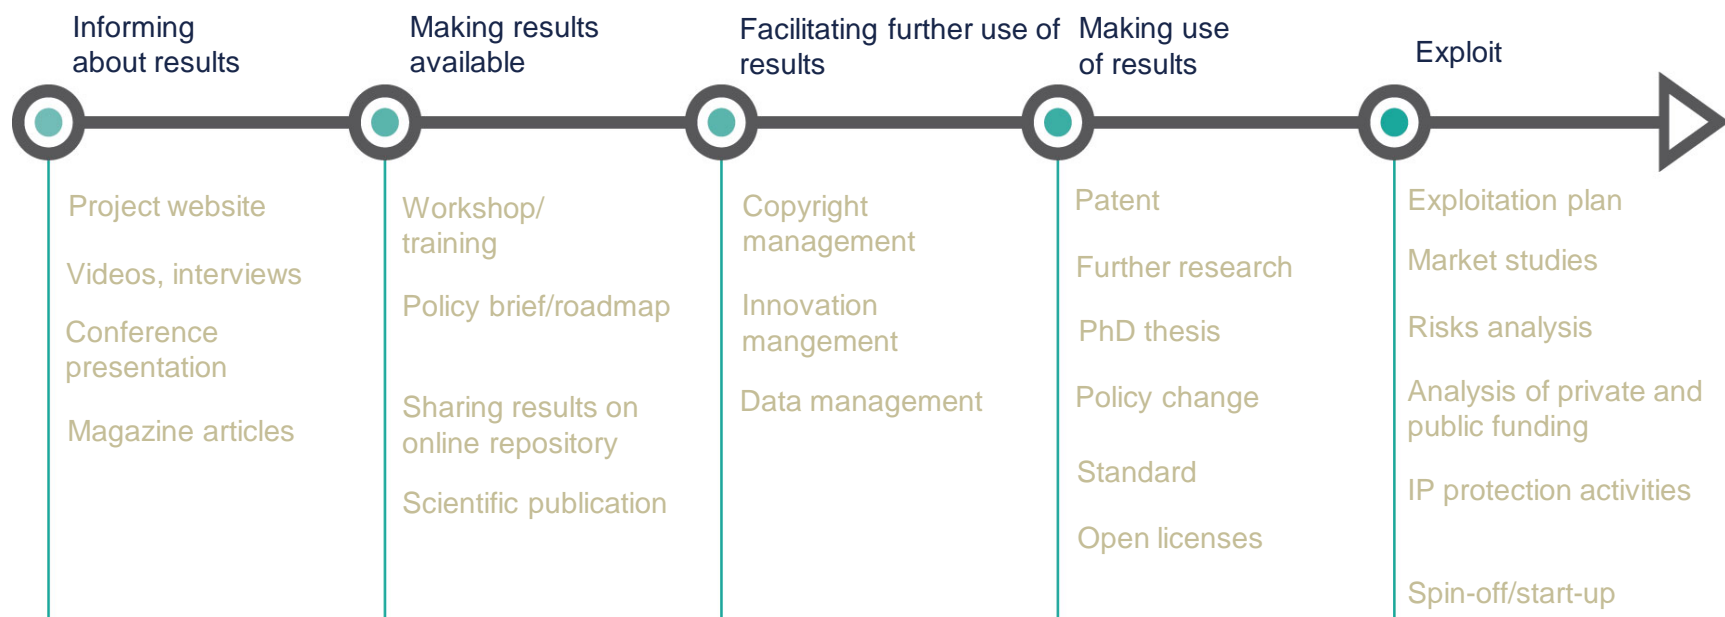 Informing
about results
Project website
Videos, interviews
Conference
presentation
Magazine articles
Making results
available
Workshop/
training
Policy brief/roadmap
Sharing results on
online repository
Scientific publication
Facilitating further use of
results
Copyright
management
Innovation
mangement
Data management
Making use
of results
Patent
Further research
PhD thesis
Policy change
Standard
Open licenses
Exploit
Exploitation plan
Market studies
Risks analysis
Analysis of private and
public funding
IP protection activities
Spin-off/start-up